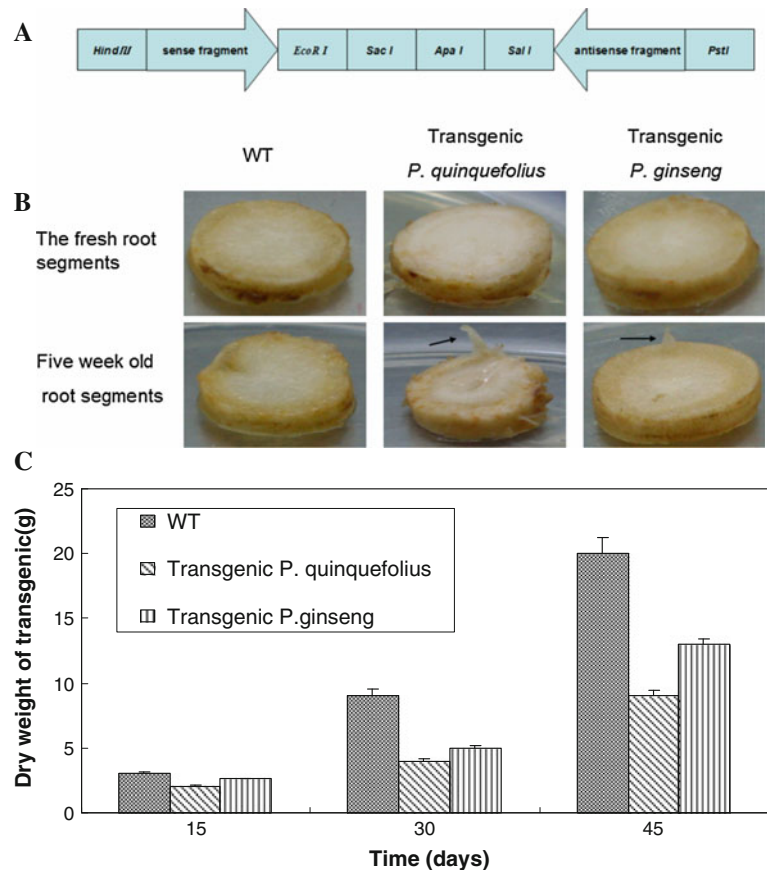 A
HindIII sense fragment EcoR I Sac I Apa I Sal I antisense fragment PstI
WT
Transgenic
P. quinquefolius
Transgenic
P. ginseng
B
The fresh root
segments
Five week old
root segments
C
Dry weight of transgenic(g)
25
20
15
10
5
0
WT
Transgenic P. quinquefolius
Transgenic P.ginseng
15 30 45
Time (days)